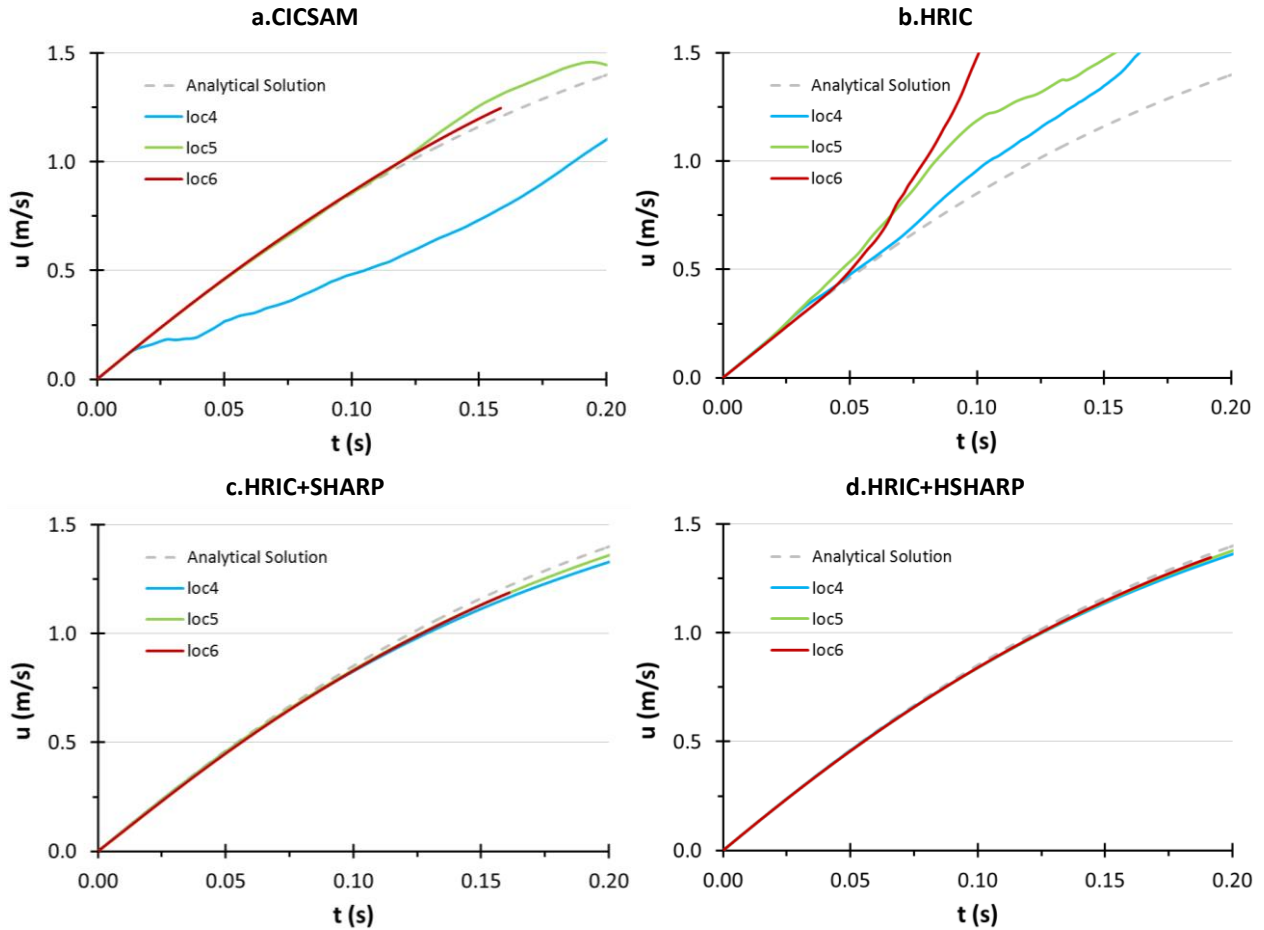 a.CICSAM
1.5
1.0
0.5
0.0
u (m/s)
Analytical Solution
loc4
loc5
loc6
0.00 0.05 0.10 0.15 0.20
t (s)
b.HRIC
1.5
1.0
0.5
0.0
u (m/s)
Analytical Solution
loc4
loc5
loc6
0.00 0.05 0.10 0.15 0.20
t (s)
c.HRIC+SHARP
1.5
1.0
0.5
0.0
u (m/s)
Analytical Solution
loc4
loc5
loc6
0.00 0.05 0.10 0.15 0.20
t (s)
d.HRIC+HSHARP
1.5
1.0
0.5
0.0
u (m/s)
Analytical Solution
loc4
loc5
loc6
0.00 0.05 0.10 0.15 0.20
t (s)